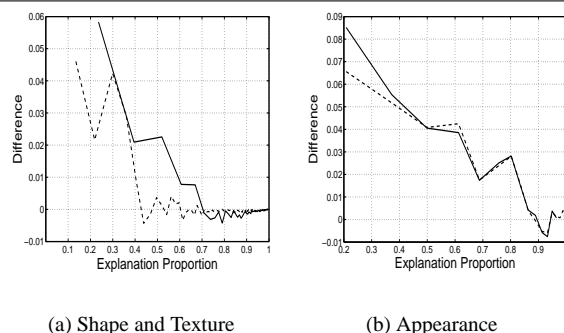 0.06
0.05
0.04
0.03
0.02
0.01
0
−0.01
Difference
0.1 0.2 0.3 0.4 0.5 0.6 0.7 0.8 0.9 1
Explanation Proportion
(a) Shape and Texture
0.09
0.08
0.07
0.06
0.05
0.04
0.03
0.02
0.01
0
−0.01
Difference
0.2 0.3 0.4 0.5 0.6 0.7 0.8 0.9
Explanation Proportion
(b) Appearance